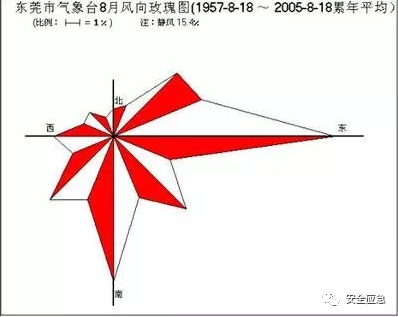 东莞市气象台8月风向玫瑰图(1957-8-18 ~ 2005-8-18累年平均)
(比例: ⊢⊣ = 1%) 注: 静风 15.4%
北
西
东
南
安全应急